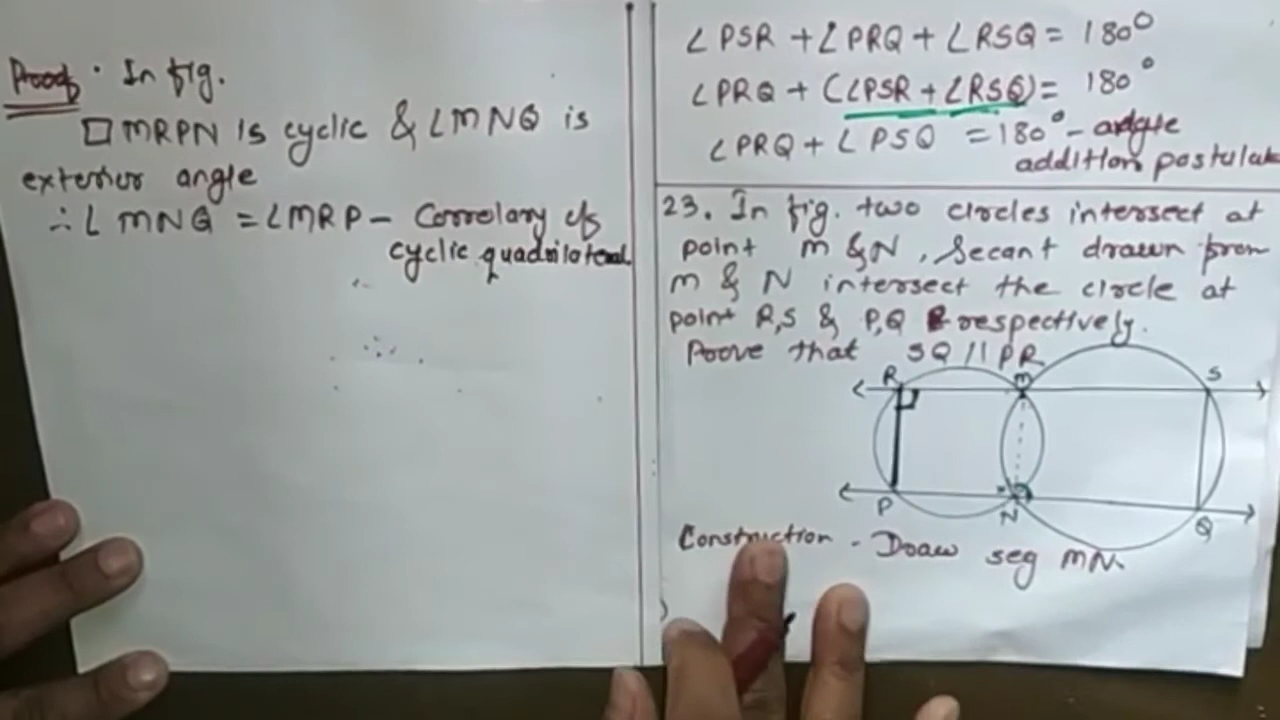 Proof. In fig.
□ MRPN is cyclic & ∠MNQ is
exterior angle
∴ ∠ MNQ = ∠MRP - Correlary of
cyclic quadrilateral
∠PSR + ∠PRQ + ∠RSQ = 180°
∠PRQ + (∠PSR + ∠RSQ) = 180°
∠PRQ + ∠PSQ = 180° - angle
addition postulate
23. In fig. two circles intersect at
point M & N, Secant drawn from
M & N intersect the circle at
point R,S & P,Q respectively.
Proove that SQ // PR
R M S
P N Q
Construction - Draw seg MN.